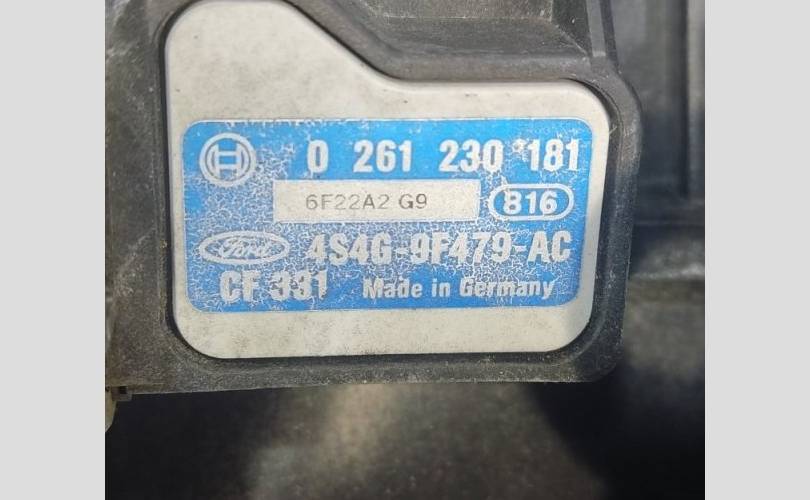 0 261 230 181
6F22A2 G9
816
Ford 4S4G-9F479-AC
CF 331 Made in Germany